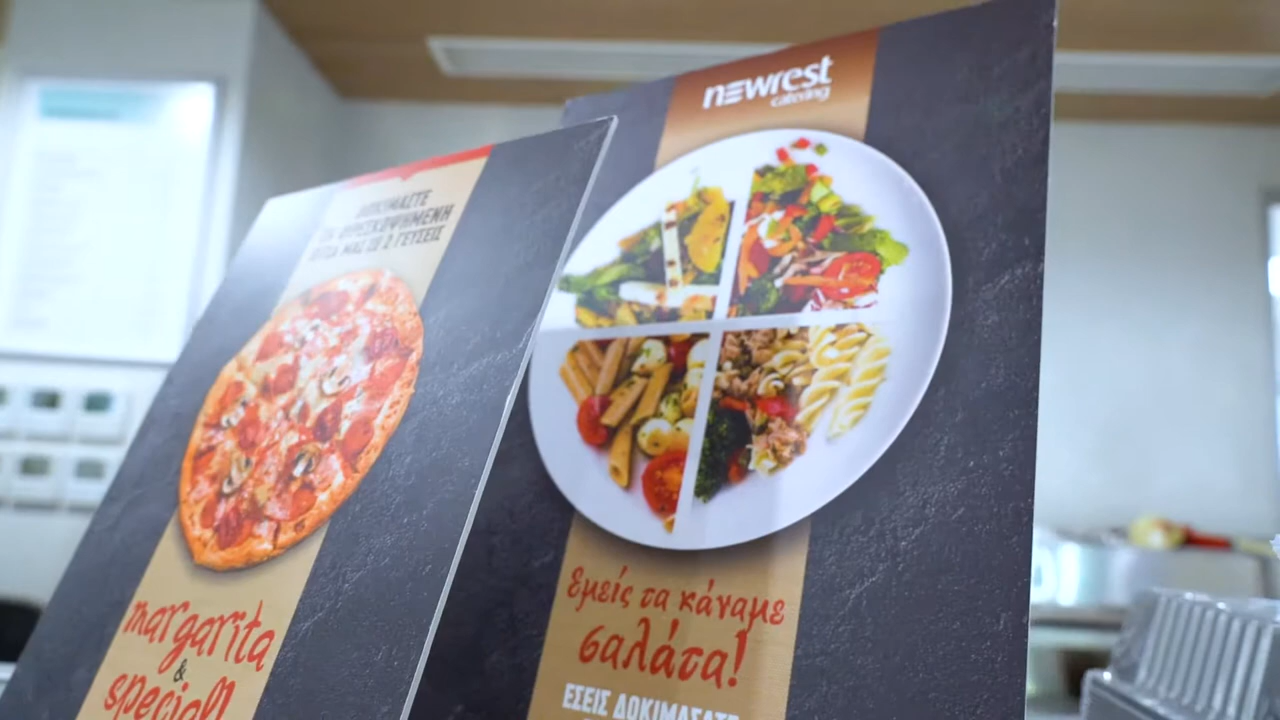 ΔΟΚΙΜΑΣΤΕ
ΤΗ ΦΡΕΣΚΟΨΗΜΕΝΗ
ΠΙΤΣΑ ΜΑΣ ΣΕ 2 ΓΕΥΣΕΙΣ
margarita
&
special!
newrest
catering
Εμείς τα κάναμε
σαλάτα!
ΕΣΕΙΣ ΔΟΚΙΜΑΣΑΤΕ